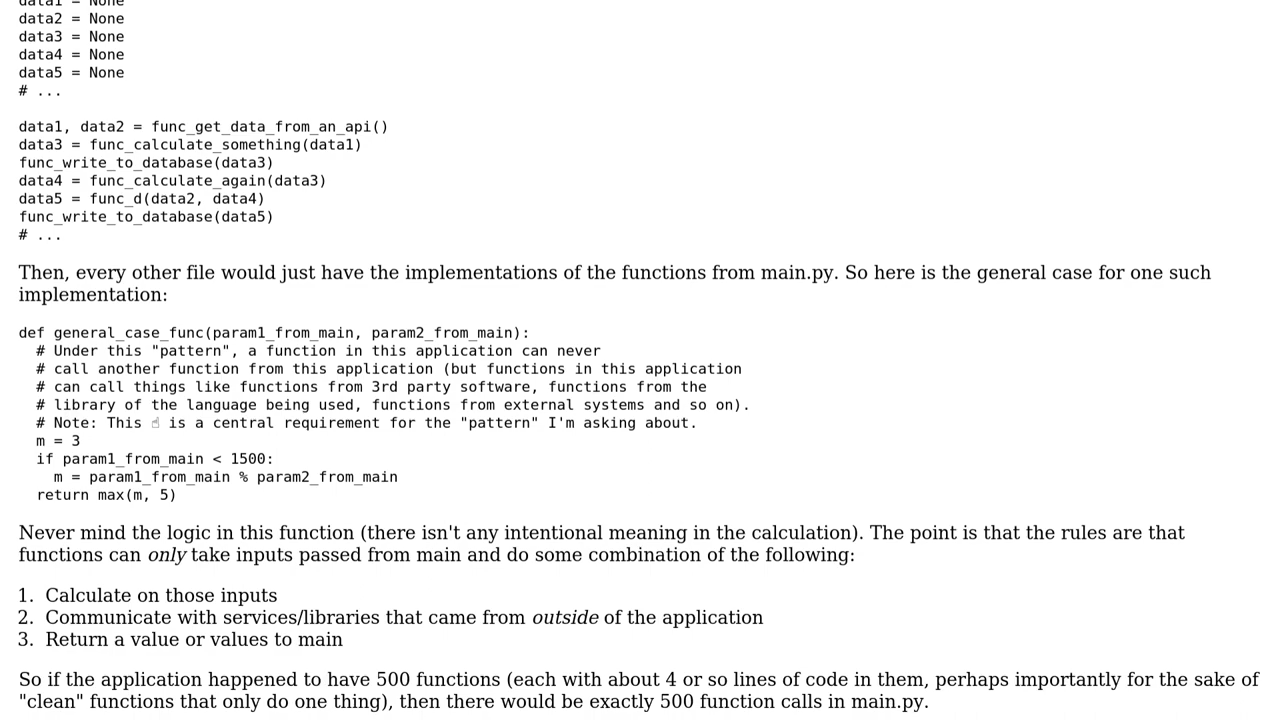 data1 = None
data2 = None
data3 = None
data4 = None
data5 = None
# ...
data1, data2 = func_get_data_from_an_api()
data3 = func_calculate_something(data1)
func_write_to_database(data3)
data4 = func_calculate_again(data3)
data5 = func_d(data2, data4)
func_write_to_database(data5)
# ...
Then, every other file would just have the implementations of the functions from main.py. So here is the general case for one such
implementation:
def general_case_func(param1_from_main, param2_from_main):
  # Under this "pattern", a function in this application can never
  # call another function from this application (but functions in this application
  # can call things like functions from 3rd party software, functions from the
  # library of the language being used, functions from external systems and so on).
  # Note: This ☝ is a central requirement for the "pattern" I'm asking about.
  m = 3
  if param1_from_main < 1500:
    m = param1_from_main % param2_from_main
  return max(m, 5)
Never mind the logic in this function (there isn't any intentional meaning in the calculation). The point is that the rules are that
functions can only take inputs passed from main and do some combination of the following:
1. Calculate on those inputs
2. Communicate with services/libraries that came from outside of the application
3. Return a value or values to main
So if the application happened to have 500 functions (each with about 4 or so lines of code in them, perhaps importantly for the sake of
"clean" functions that only do one thing), then there would be exactly 500 function calls in main.py.